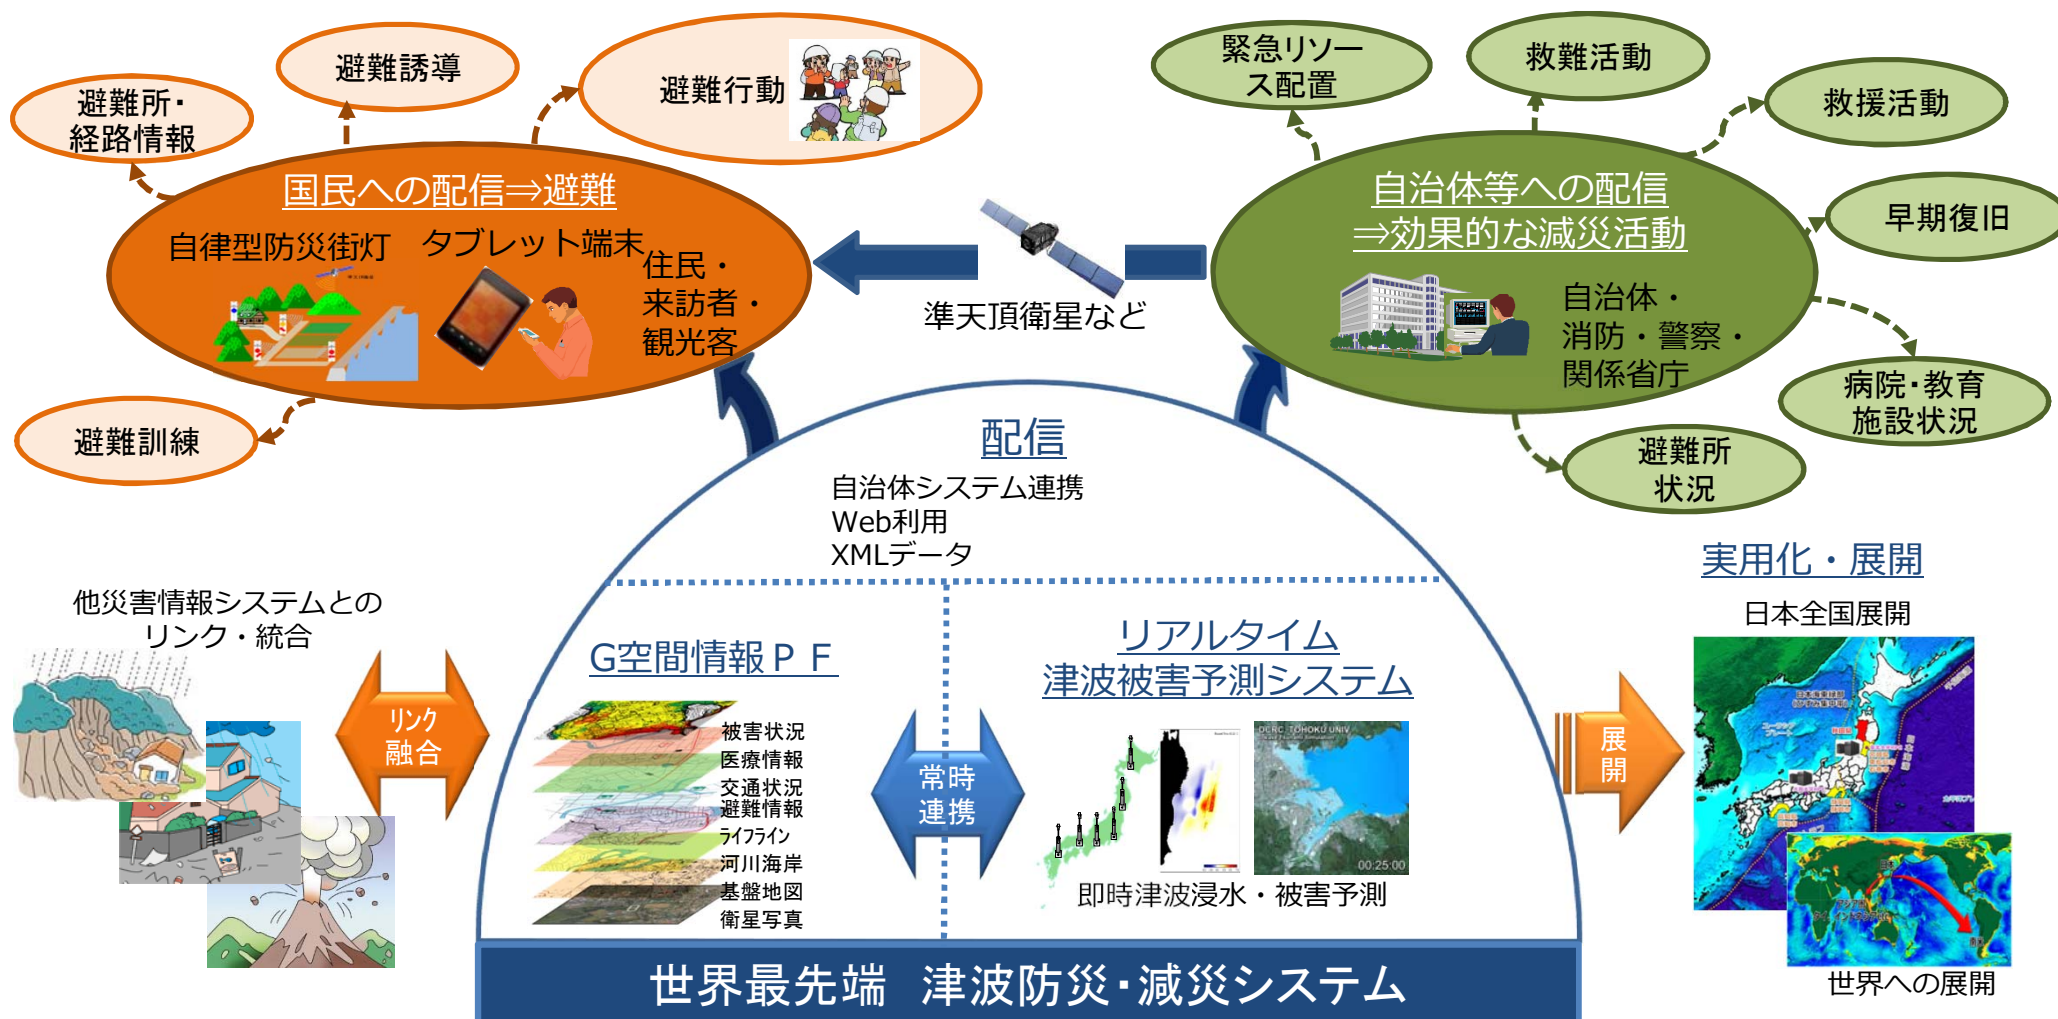 避難所・
経路情報
避難誘導
避難行動
国民への配信⇒避難
自律型防災街灯
タブレット端末
住民・
来訪者・
観光客
避難訓練
準天頂衛星など
緊急リソー
ス配置
救難活動
救援活動
早期復旧
病院・教育
施設状況
避難所
状況
自治体等への配信
⇒効果的な減災活動
自治体・
消防・警察・
関係省庁
配信
自治体システム連携
Web利用
XMLデータ
他災害情報システムとの
リンク・統合
リンク
融合
G空間情報ＰＦ
被害状況
医療情報
交通状況
避難情報
ライフライン
河川海岸
基盤地図
衛星写真
常時
連携
リアルタイム
津波被害予測システム
DCRC, TOHOKU UNIV.
00:25:00
即時津波浸水・被害予測
展
開
実用化・展開
日本全国展開
日本
南米
世界への展開
世界最先端　津波防災・減災システム